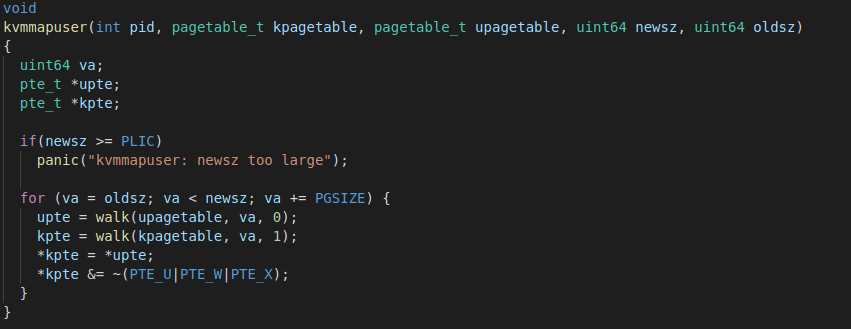 void
kvmmapuser(int pid, pagetable_t kpagetable, pagetable_t upagetable, uint64 newsz, uint64 oldsz)
{
  uint64 va;
  pte_t *upte;
  pte_t *kpte;

  if(newsz >= PLIC)
    panic("kvmmapuser: newsz too large");

  for (va = oldsz; va < newsz; va += PGSIZE) {
    upte = walk(upagetable, va, 0);
    kpte = walk(kpagetable, va, 1);
    *kpte = *upte;
    *kpte &= ~(PTE_U|PTE_W|PTE_X);
  }
}